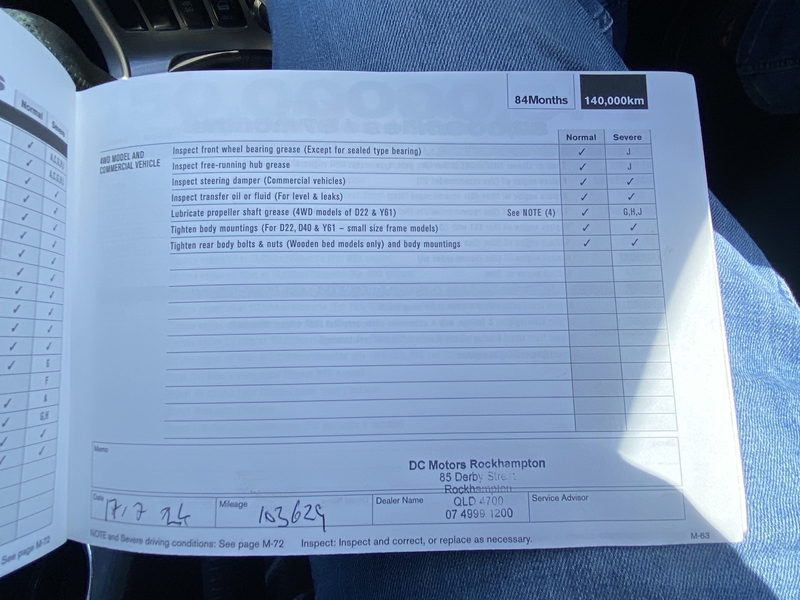 84Months 140,000km
Normal Severe
4WD MODEL AND COMMERCIAL VEHICLE
Inspect front wheel bearing grease (Except for sealed type bearing) ✓ J
Inspect free-running hub grease ✓ J
Inspect steering damper (Commercial vehicles) ✓ ✓
Inspect transfer oil or fluid (For level & leaks) ✓ ✓
Lubricate propeller shaft grease (4WD models of D22 & Y61) See NOTE (4) ✓ G,H,J
Tighten body mountings (For D22, D40 & Y61 – small size frame models) ✓ ✓
Tighten rear body bolts & nuts (Wooden bed models only) and body mountings ✓ ✓
Memo
DC Motors Rockhampton
85 Derby Street
Rockhampton
QLD 4700
07 4999 1200
Date 17.7 24
Mileage 103629
Dealer Name
Service Advisor
NOTE and Severe driving conditions: See page M-72 Inspect: Inspect and correct, or replace as necessary.
M-63
Normal Severe
See page M-72